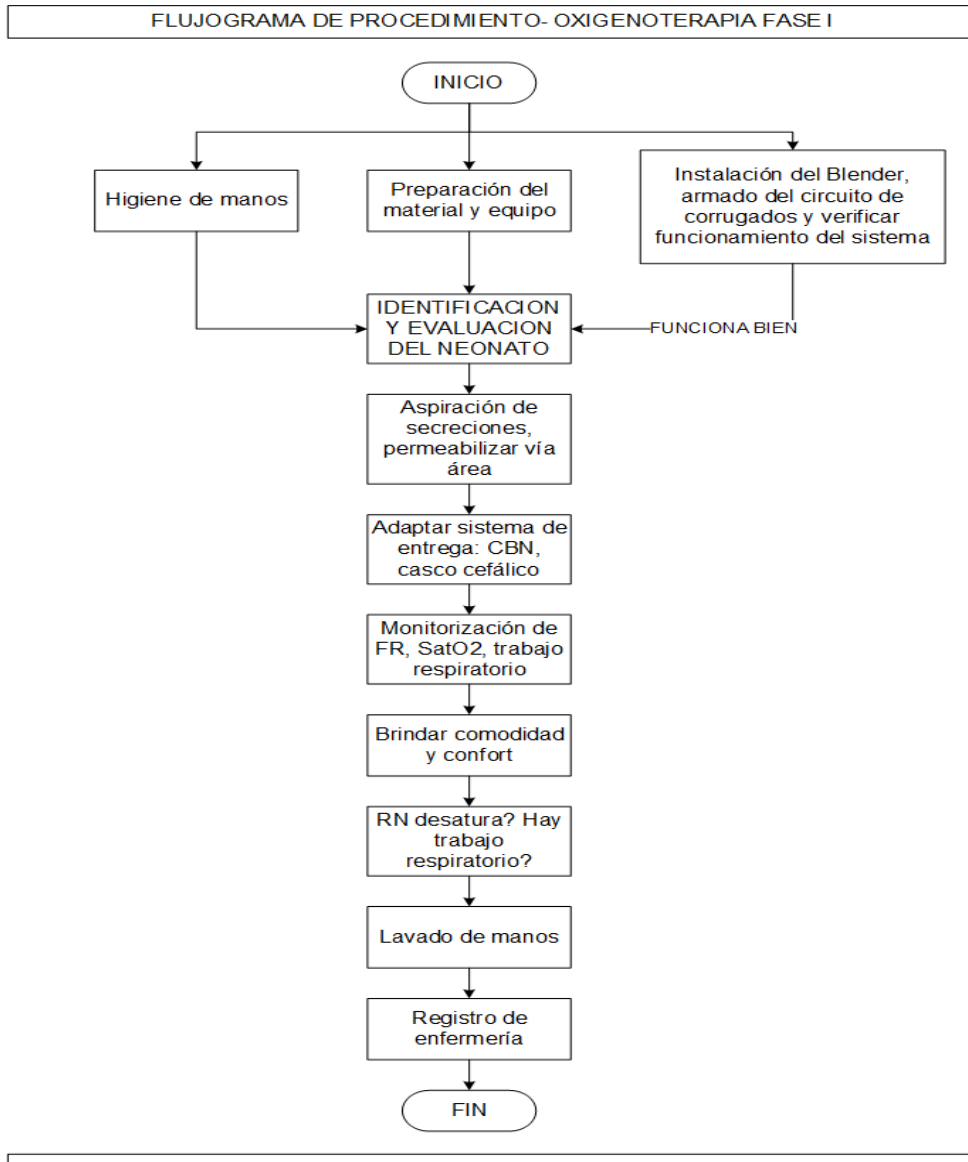 FLUJOGRAMA DE PROCEDIMIENTO- OXIGENOTERAPIA FASE I
INICIO
Higiene de manos
Preparación del
material y equipo
Instalación del Blender,
armado del circuito de
corrugados y verificar
funcionamiento del sistema
IDENTIFICACION
Y EVALUACION
DEL NEONATO
FUNCIONA BIEN
Aspiración de
secreciones,
permeabilizar vía
área
Adaptar sistema de
entrega: CBN,
casco cefálico
Monitorización de
FR, SatO2, trabajo
respiratorio
Brindar comodidad
y confort
RN desatura? Hay
trabajo
respiratorio?
Lavado de manos
Registro de
enfermería
FIN